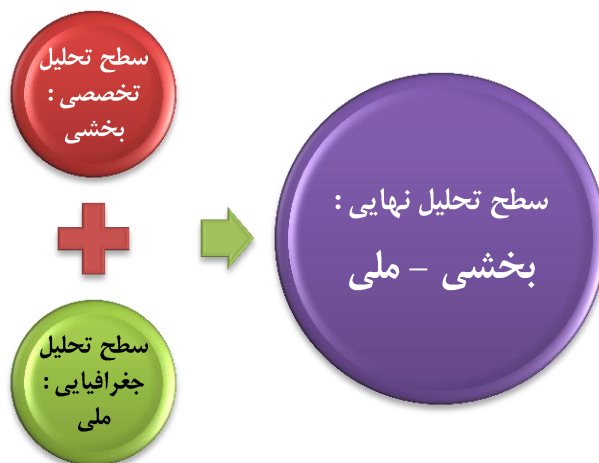 سطح تحلیل
تخصصی :
بخشی
سطح تحلیل
جغرافیایی :
ملی
سطح تحلیل نهایی :
بخشی – ملی